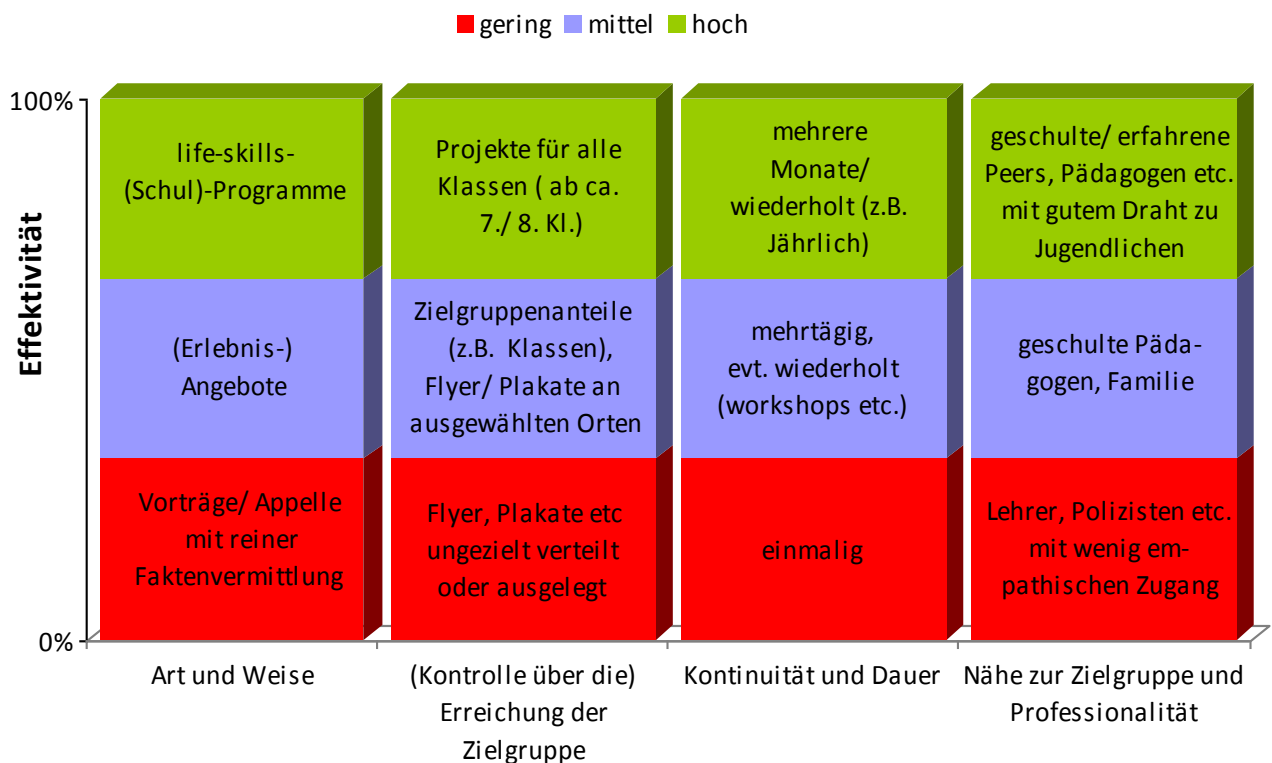 gering mittel hoch
100%
0%
Effektivität
life-skills-
(Schul)-Programme
(Erlebnis-)
Angebote
Vorträge/ Appelle
mit reiner
Faktenvermittlung
Projekte für alle
Klassen ( ab ca.
7./ 8. Kl.)
Zielgruppenanteile
(z.B. Klassen),
Flyer/ Plakate an
ausgewählten Orten
Flyer, Plakate etc
ungezielt verteilt
oder ausgelegt
mehrere
Monate/
wiederholt (z.B.
Jährlich)
mehrtägig,
evt. wiederholt
(workshops etc.)
einmalig
geschulte/ erfahrene
Peers, Pädagogen etc.
mit gutem Draht zu
Jugendlichen
geschulte Päda-
gogen, Familie
Lehrer, Polizisten etc.
mit wenig em-
pathischen Zugang
Art und Weise
(Kontrolle über die)
Erreichung der
Zielgruppe
Kontinuität und Dauer
Nähe zur Zielgruppe und
Professionalität